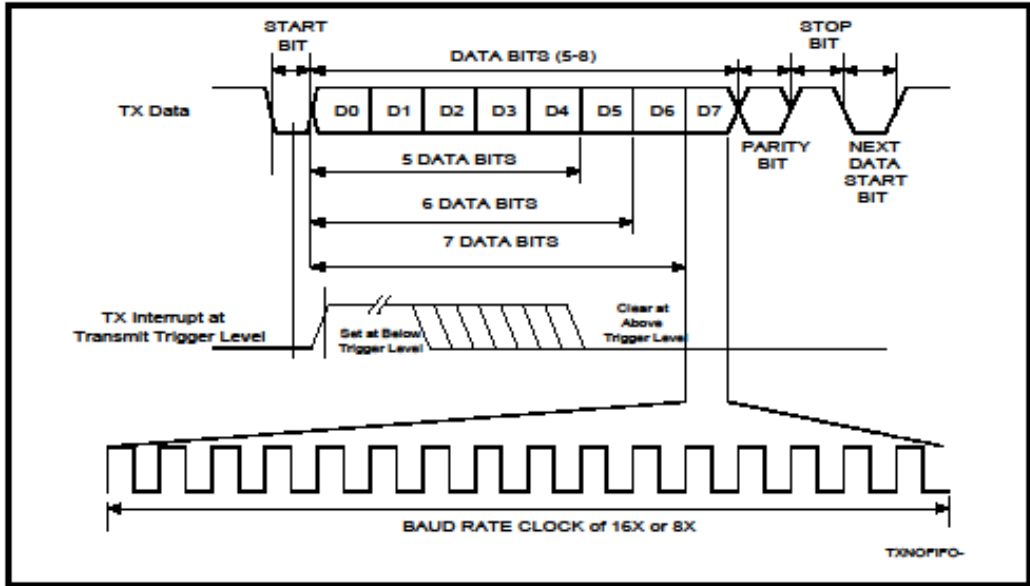 START
BIT
DATA BITS (5-8)
STOP
BIT
TX Data
D0 D1 D2 D3 D4 D5 D6 D7
PARITY
BIT
NEXT
DATA
START
BIT
5 DATA BITS
6 DATA BITS
7 DATA BITS
TX Interrupt at
Transmit Trigger Level
Set at Below
Trigger Level
Clear at
Above
Trigger Level
BAUD RATE CLOCK of 16X or 8X
TXNOFIFO-